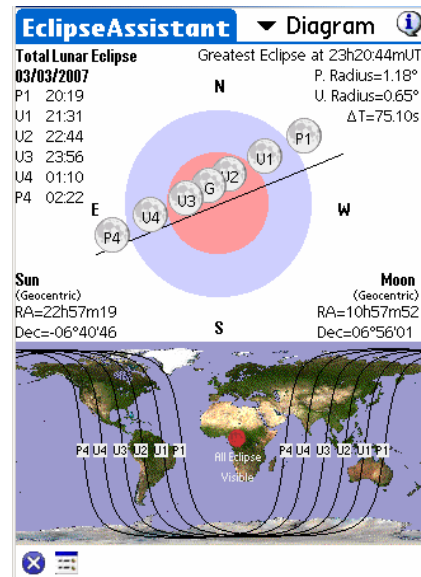 EclipseAssistant
Diagram
Total Lunar Eclipse
03/03/2007
P1 20:19
U1 21:31
U2 22:44
U3 23:56
U4 01:10
P4 02:22
Greatest Eclipse at 23h20:44mUT
P. Radius=1.18°
U. Radius=0.65°
ΔT=75.10s
N
P1
U1
U2
G
U3
U4
P4
E
W
S
Sun
(Geocentric)
RA=22h57m19
Dec=-06°40'46
Moon
(Geocentric)
RA=10h57m52
Dec=06°56'01
P4 U4 U3 U2 U1 P1
P4 U4 U3 U2 U1 P1
All Eclipse
Visible